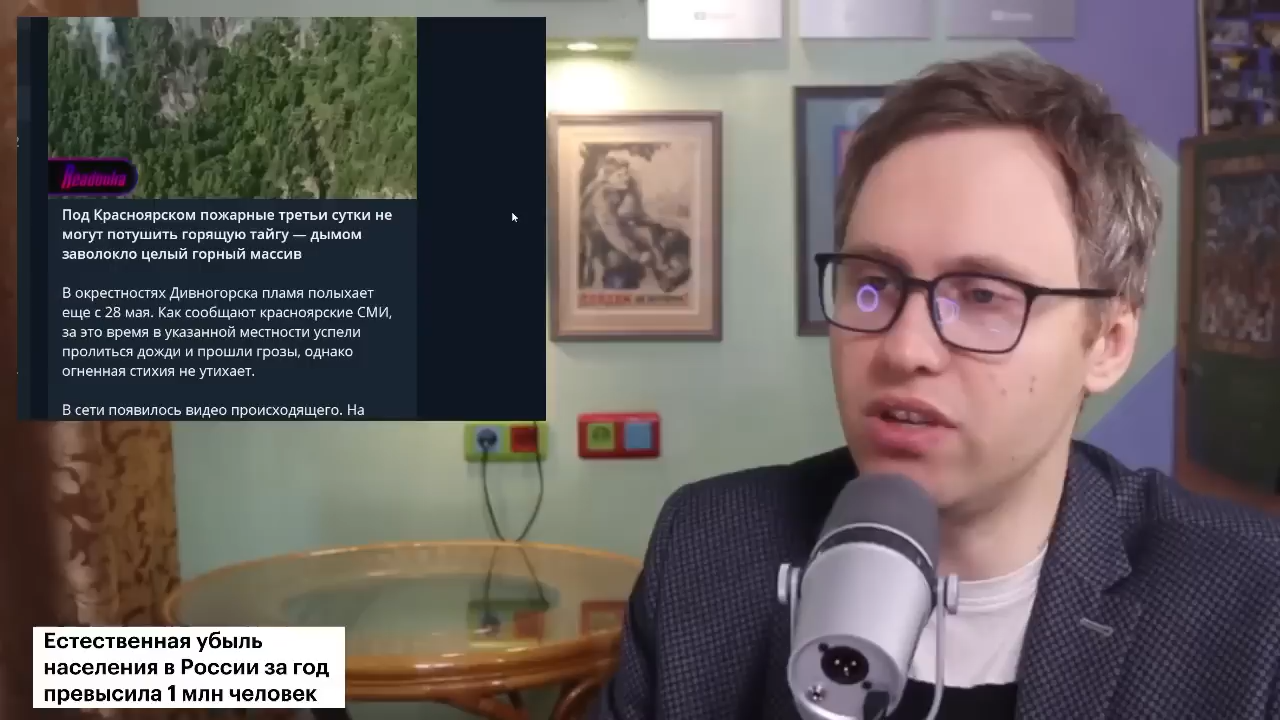 Readovka
Под Красноярском пожарные третьи сутки не
могут потушить горящую тайгу — дымом
заволокло целый горный массив
В окрестностях Дивногорска пламя полыхает
еще с 28 мая. Как сообщают красноярские СМИ,
за это время в указанной местности успели
пролиться дожди и прошли грозы, однако
огненная стихия не утихает.
В сети появилось видео происходящего. На
Естественная убыль
населения в России за год
превысила 1 млн человек